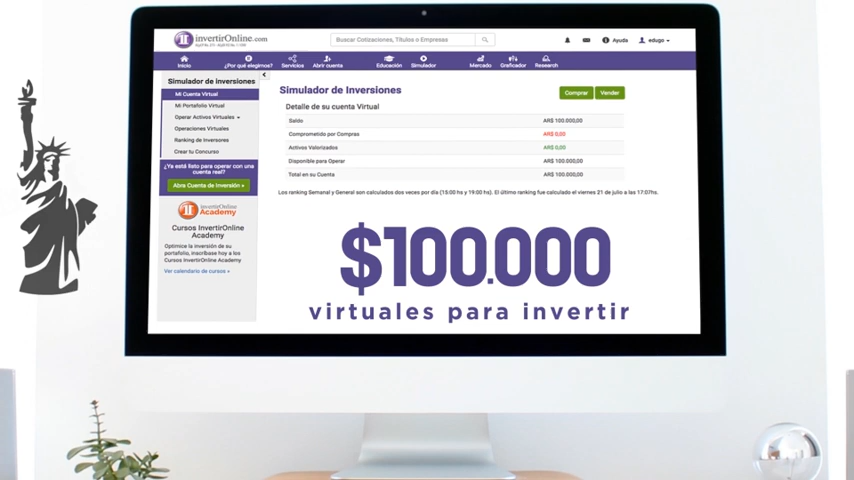 invertirOnline.com
Buscar Cotizaciones, Títulos o Empresas
Ayuda
edugo
Inicio
¿Por qué elegirnos?
Servicios
Abrir cuenta
Educación
Simulador
Mercado
Graficador
Research
Simulador de Inversiones
Mi Cuenta Virtual
Mi Portafolio Virtual
Operar Activos Virtuales
Operaciones Virtuales
Ranking de Inversores
Crear tu Concurso
¿Ya está listo para operar con una
cuenta real?
Abra Cuenta de Inversión »
invertirOnline
Academy
Cursos InvertirOnline
Academy
Optimice la inversión de su
portafolio, inscríbase hoy a los
Cursos InvertirOnline Academy
Ver calendario de cursos »
Simulador de Inversiones
Comprar
Vender
Detalle de su cuenta Virtual
Saldo AR$ 100.000,00
Comprometido por Compras AR$ 0,00
Activos Valorizados AR$ 0,00
Disponible para Operar AR$ 100.000,00
Total en su Cuenta AR$ 100.000,00
Los ranking Semanal y General son calculados dos veces por día (15:00 hs y 19:00 hs). El último ranking fue calculado el viernes 21 de julio a las 17:07hs.
$100.000
virtuales para invertir